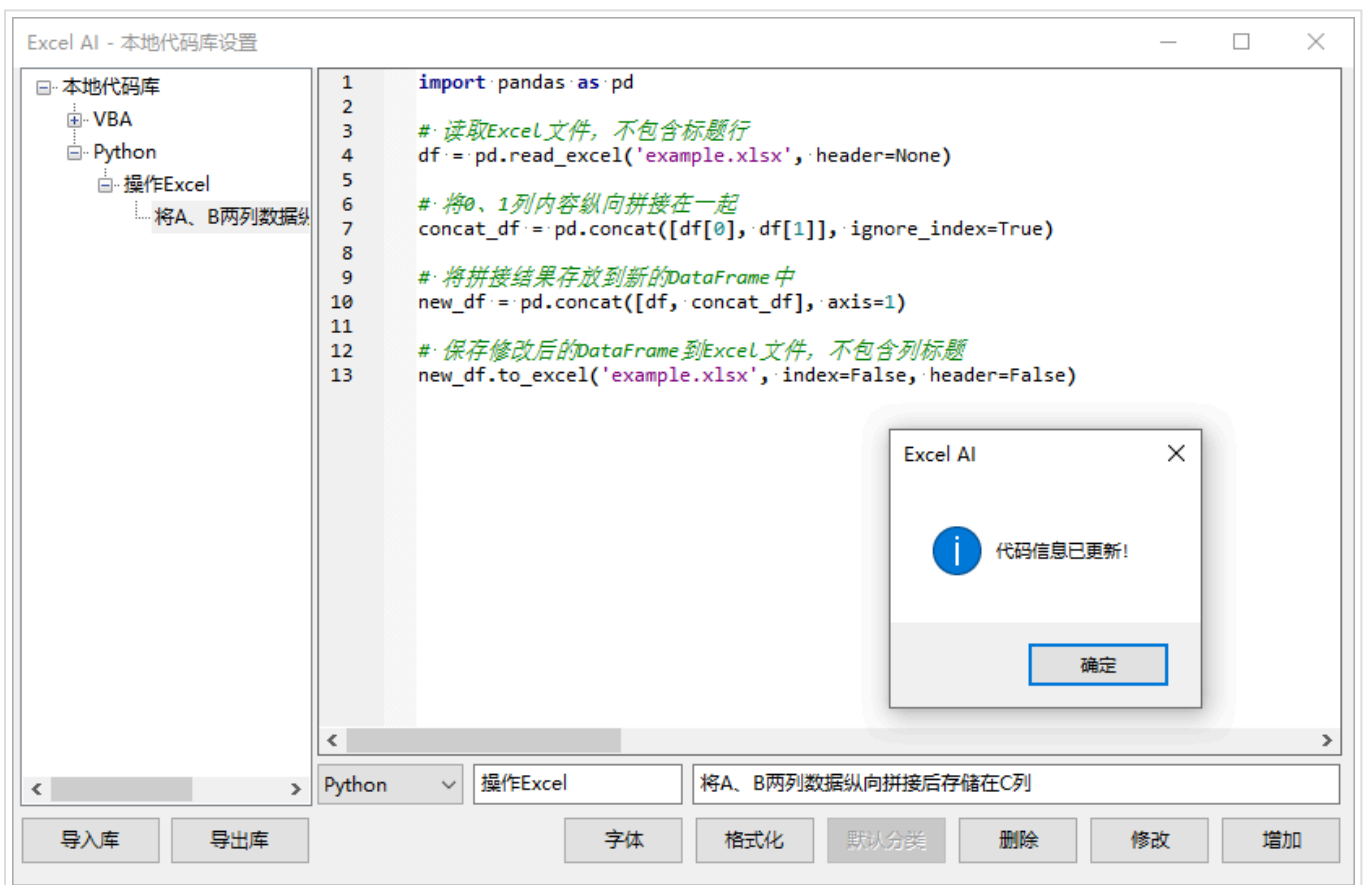 Excel AI - 本地代码库设置
本地代码库
VBA
Python
操作Excel
将A、B两列数据纵
1 import pandas as pd
2
3 # 读取Excel文件，不包含标题行
4 df = pd.read_excel('example.xlsx', header=None)
5
6 # 将0、1列内容纵向拼接在一起
7 concat_df = pd.concat([df[0], df[1]], ignore_index=True)
8
9 # 将拼接结果存放到新的DataFrame中
10 new_df = pd.concat([df, concat_df], axis=1)
11
12 # 保存修改后的DataFrame到Excel文件，不包含列标题
13 new_df.to_excel('example.xlsx', index=False, header=False)
Excel AI
代码信息已更新!
确定
Python 操作Excel 将A、B两列数据纵向拼接后存储在C列
导入库 导出库 字体 格式化 默认分类 删除 修改 增加